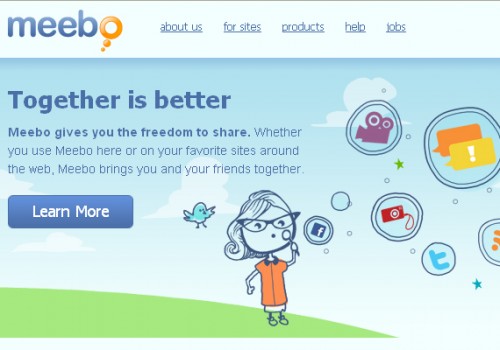 meebo
about us for sites products help jobs
Together is better
Meebo gives you the freedom to share. Whether
you use Meebo here or on your favorite sites around
the web, Meebo brings you and your friends together.
Learn More